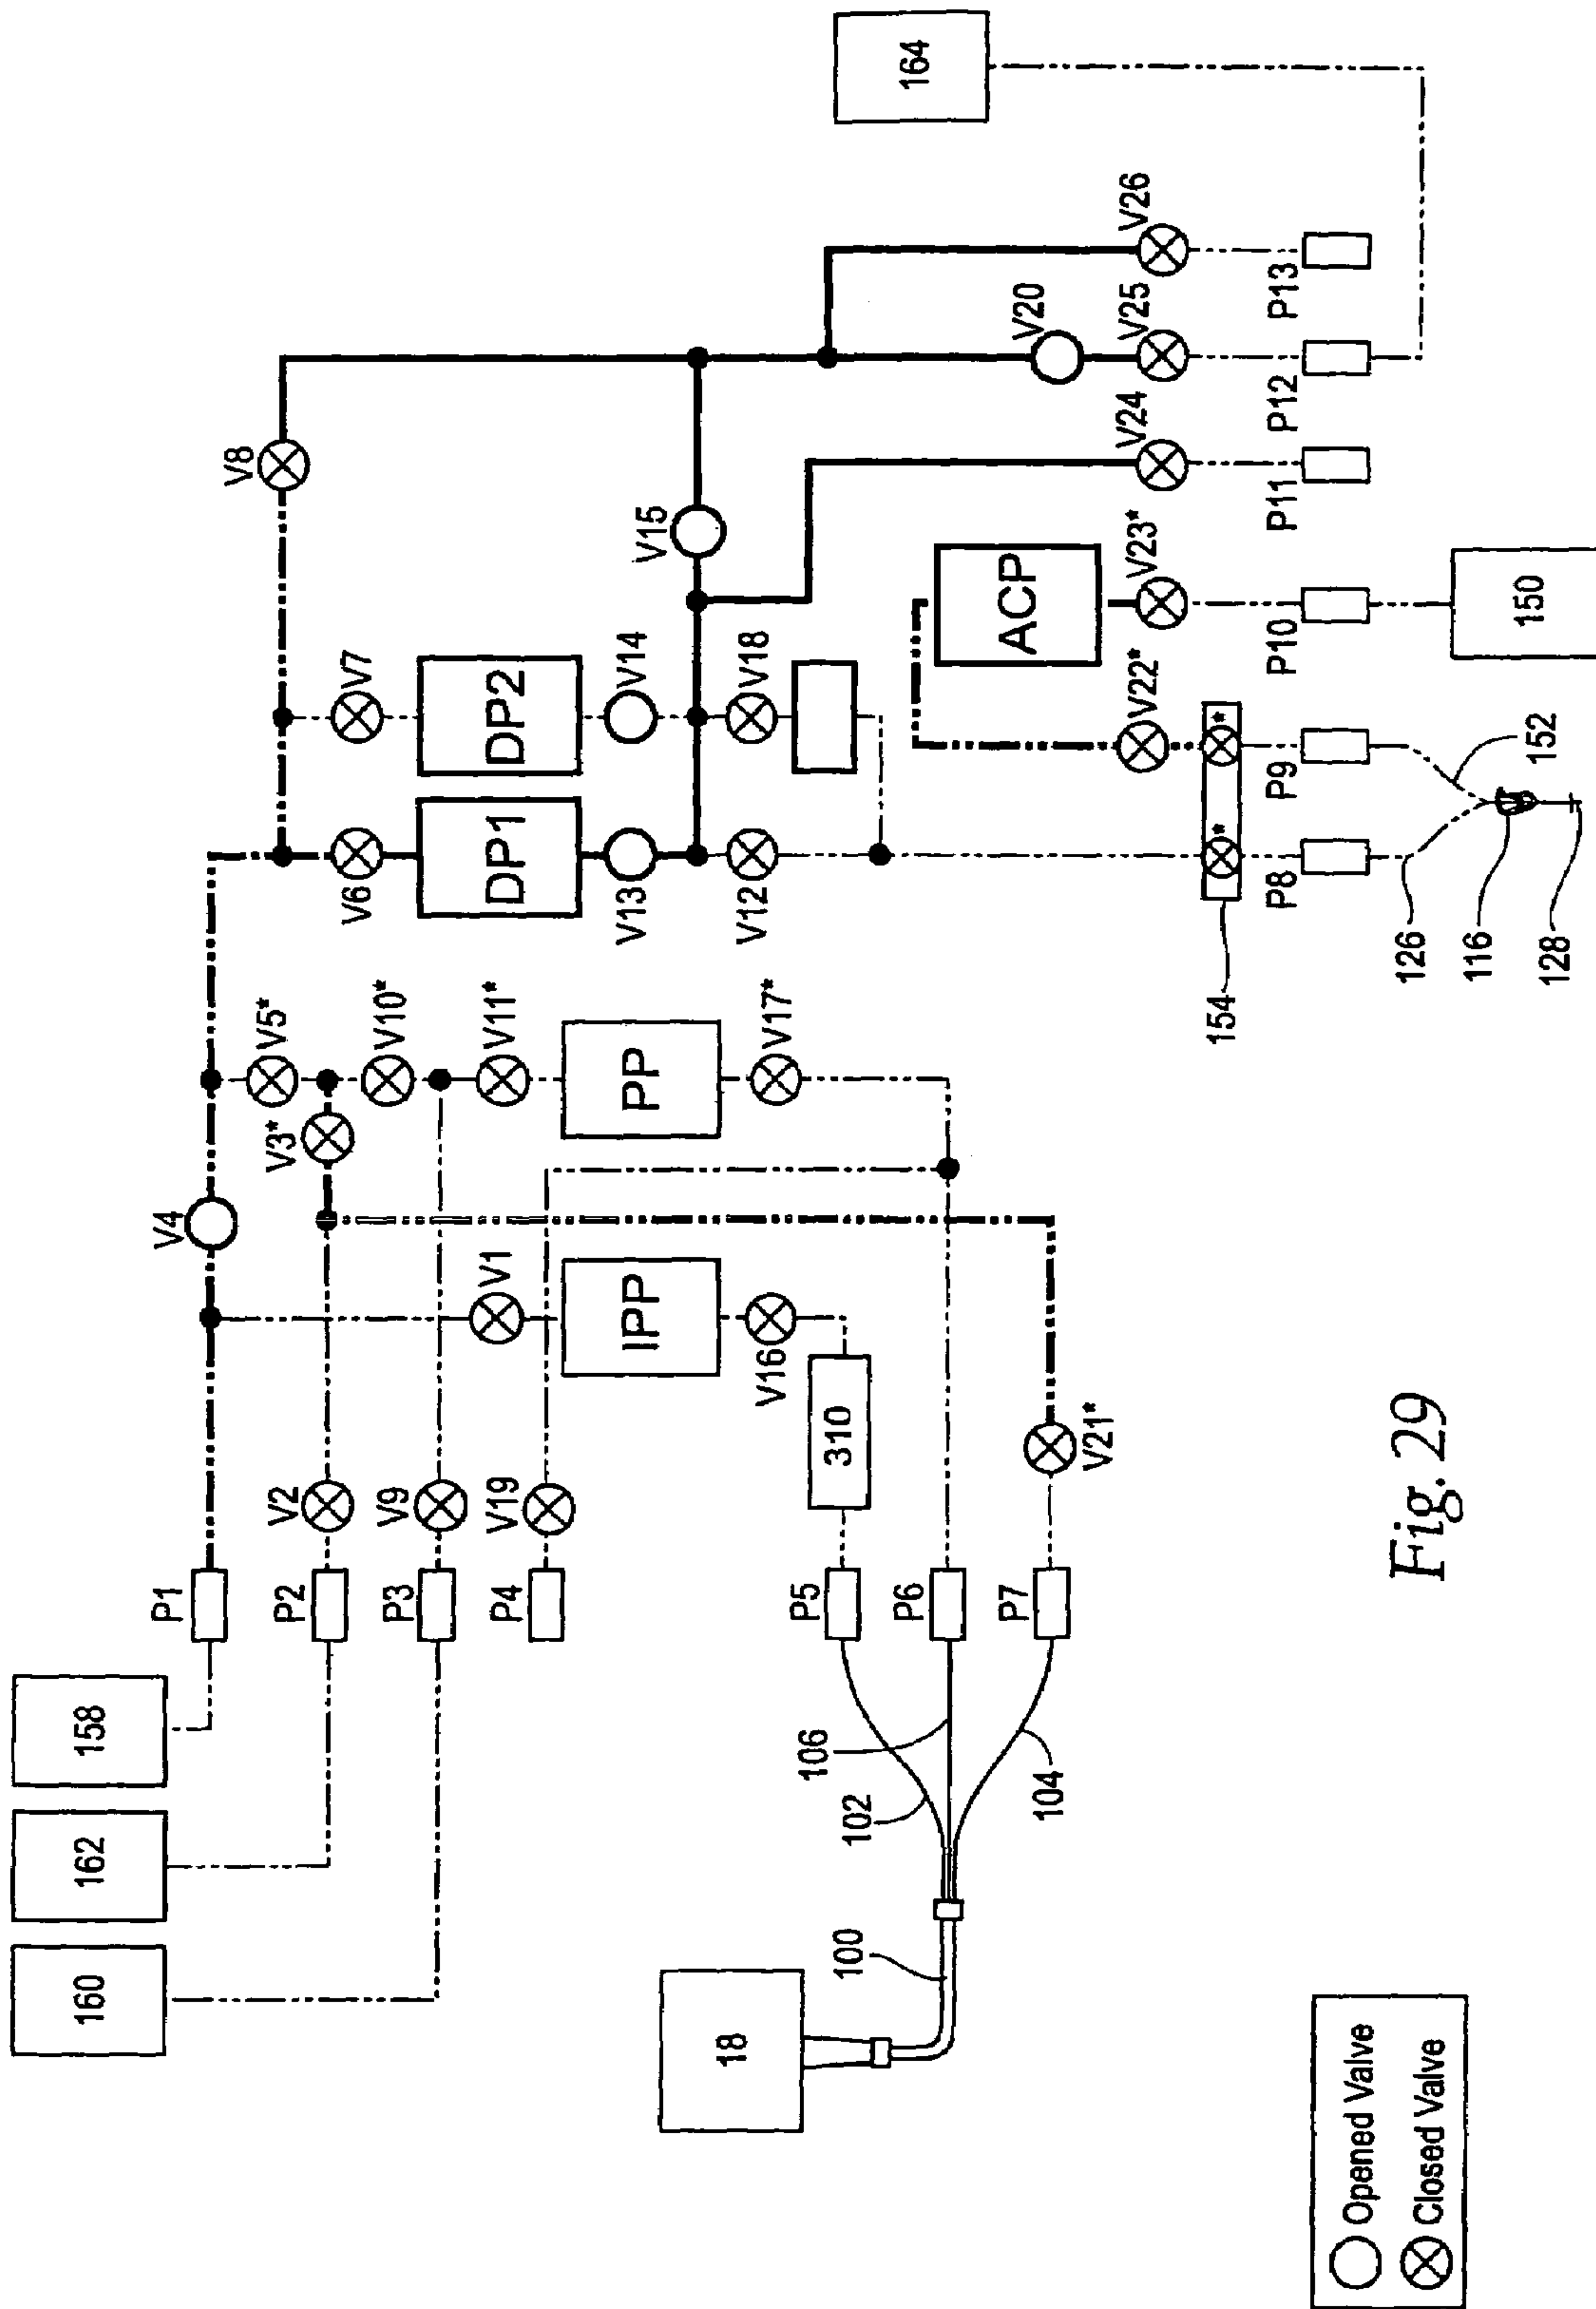 160
162
158
P1
P2
P3
P4
V2
V9
V19
V4
V1
V3*
V5*
V10*
V11*
IPP
PP
V16
V17*
310
V21*
P5
P6
P7
102
106
104
100
18
V6
V7
V8
DP1
DP2
V13
V14
V15
V12
V18
ACP
V22*
V23*
V24
V20
V25
V26
*
*
154
P8
P9
P10
P11
P12
P13
126
116
128
152
150
164
Opened Valve
Closed Valve
Fig. 29